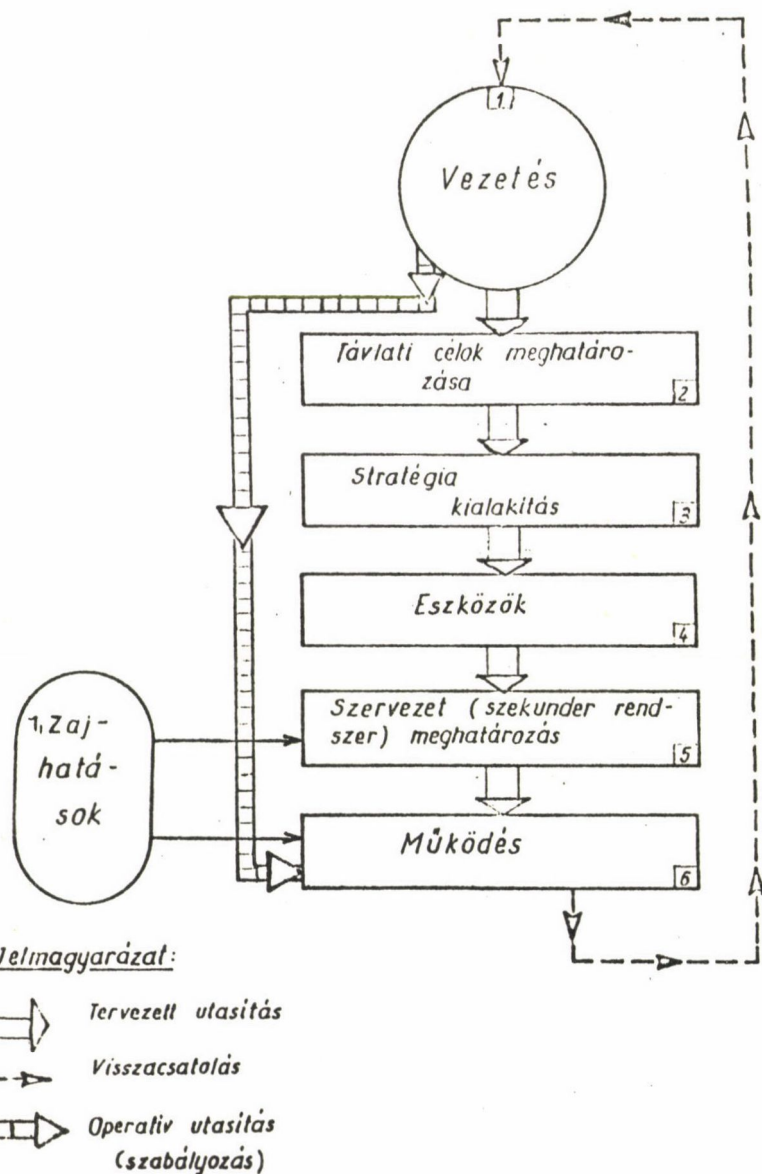 1.
Vezetés
Távlati célok meghatáro-
zása
2
Stratégia
kialakítás
3
Eszközök
4
Szervezet (szekunder rend-
szer) meghatározás
5
1, Zaj-
hatá-
sok
Működés
6
Jelmagyarázat:
Tervezett utasítás
Visszacsatolás
Operativ utasítás
(szabályozás)